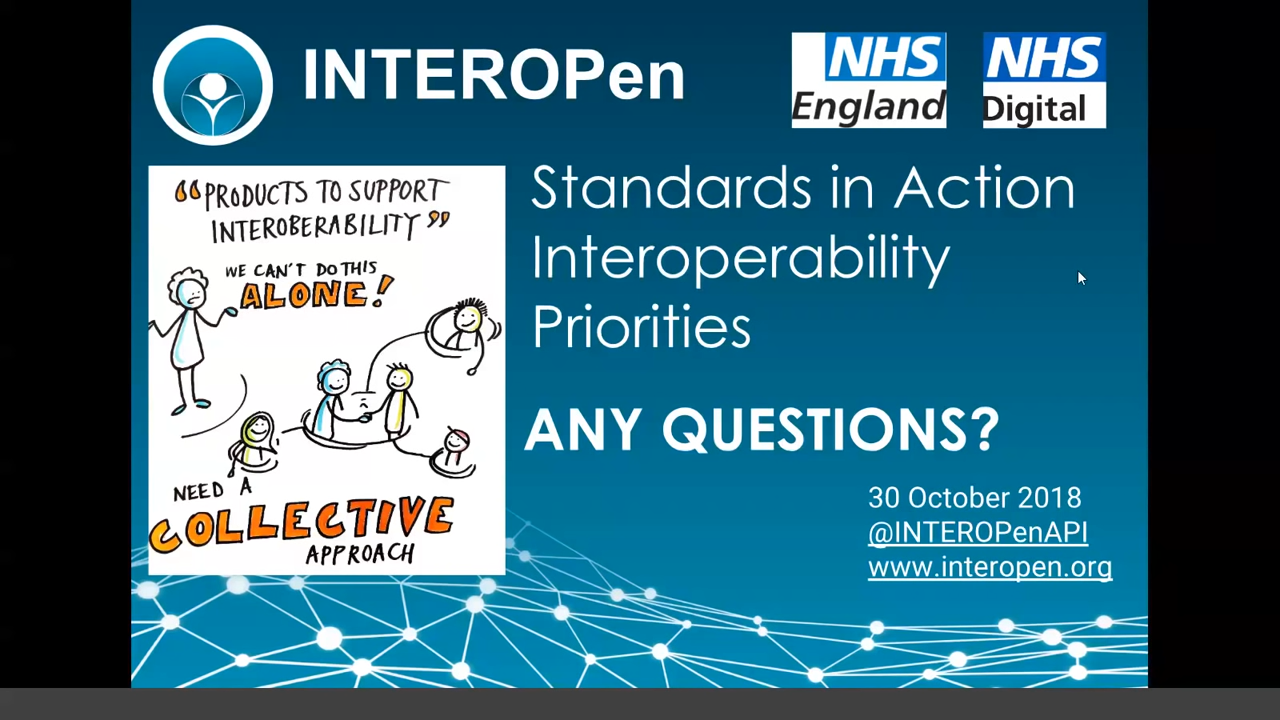 INTEROPen
NHS
England
NHS
Digital
“PRODUCTS TO SUPPORT
INTEROBERABILITY”
WE CAN'T DO THIS
ALONE!
NEED A
COLLECTIVE
APPROACH
Standards in Action
Interoperability
Priorities
ANY QUESTIONS?
30 October 2018
@INTEROPenAPI
www.interopen.org